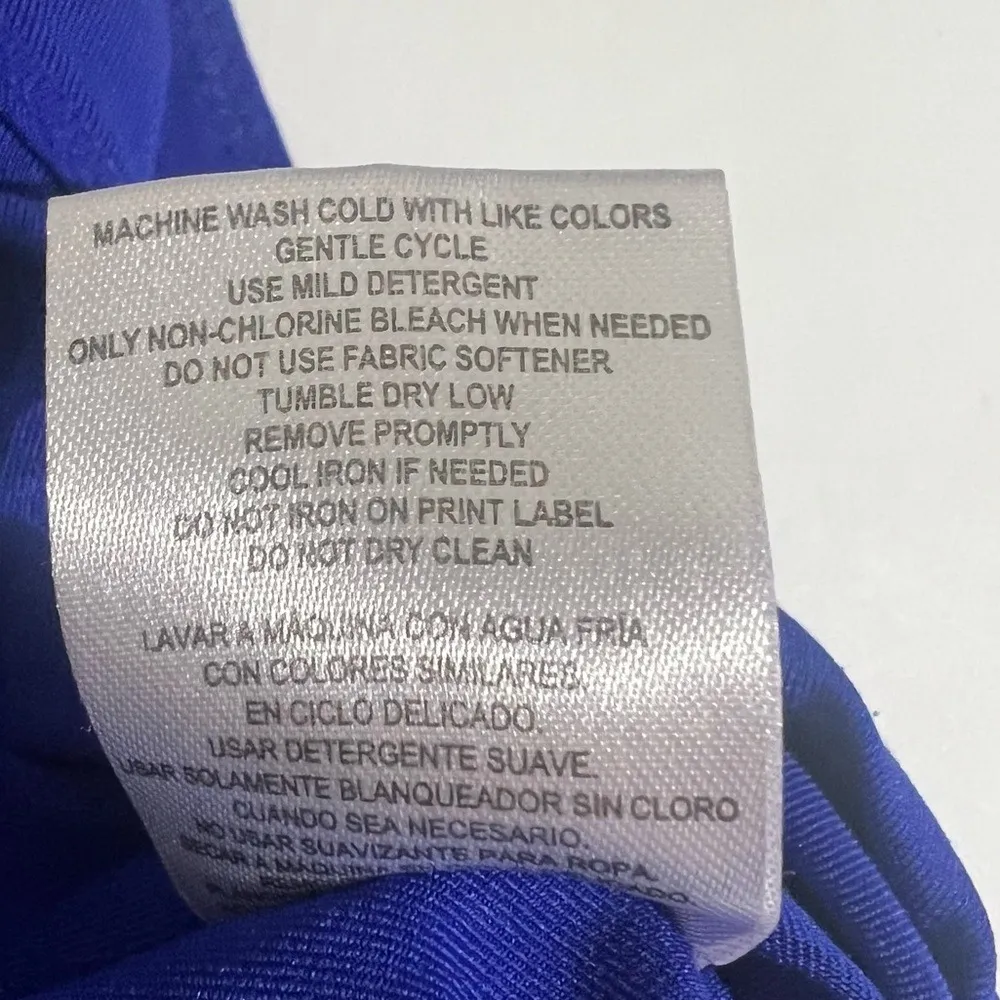 MACHINE WASH COLD WITH LIKE COLORS
GENTLE CYCLE
USE MILD DETERGENT
ONLY NON-CHLORINE BLEACH WHEN NEEDED
DO NOT USE FABRIC SOFTENER
TUMBLE DRY LOW
REMOVE PROMPTLY
COOL IRON IF NEEDED
DO NOT IRON ON PRINT LABEL
DO NOT DRY CLEAN
LAVAR A MAQUINA CON AGUA FRÍA
CON COLORES SIMILARES.
EN CICLO DELICADO.
USAR DETERGENTE SUAVE.
USAR SOLAMENTE BLANQUEADOR SIN CLORO
CUANDO SEA NECESARIO.
NO USAR SUAVIZANTE PARA ROPA.
SECAR A